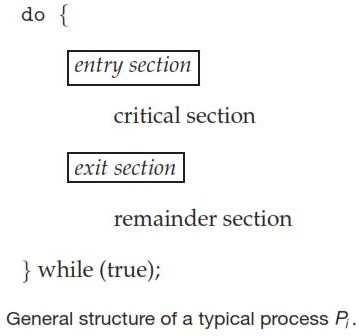 do {
entry section
critical section
exit section
remainder section
} while (true);
General structure of a typical process Pi.